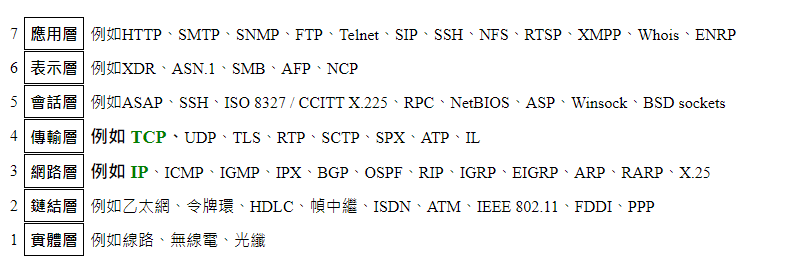 7 應用層 例如HTTP、SMTP、SNMP、FTP、Telnet、SIP、SSH、NFS、RTSP、XMPP、Whois、ENRP
6 表示層 例如XDR、ASN.1、SMB、AFP、NCP
5 會話層 例如ASAP、SSH、ISO 8327 / CCITT X.225、RPC、NetBIOS、ASP、Winsock、BSD sockets
4 傳輸層 例如 TCP、UDP、TLS、RTP、SCTP、SPX、ATP、IL
3 網路層 例如 IP、ICMP、IGMP、IPX、BGP、OSPF、RIP、IGRP、EIGRP、ARP、RARP、X.25
2 鏈結層 例如乙太網、令牌環、HDLC、幀中繼、ISDN、ATM、IEEE 802.11、FDDI、PPP
1 實體層 例如線路、無線電、光纖